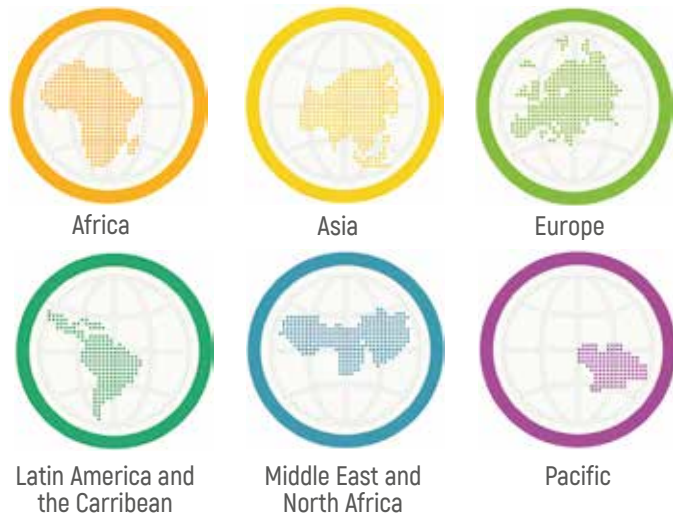 Africa
Asia
Europe
Latin America and
the Carribean
Middle East and
North Africa
Pacific